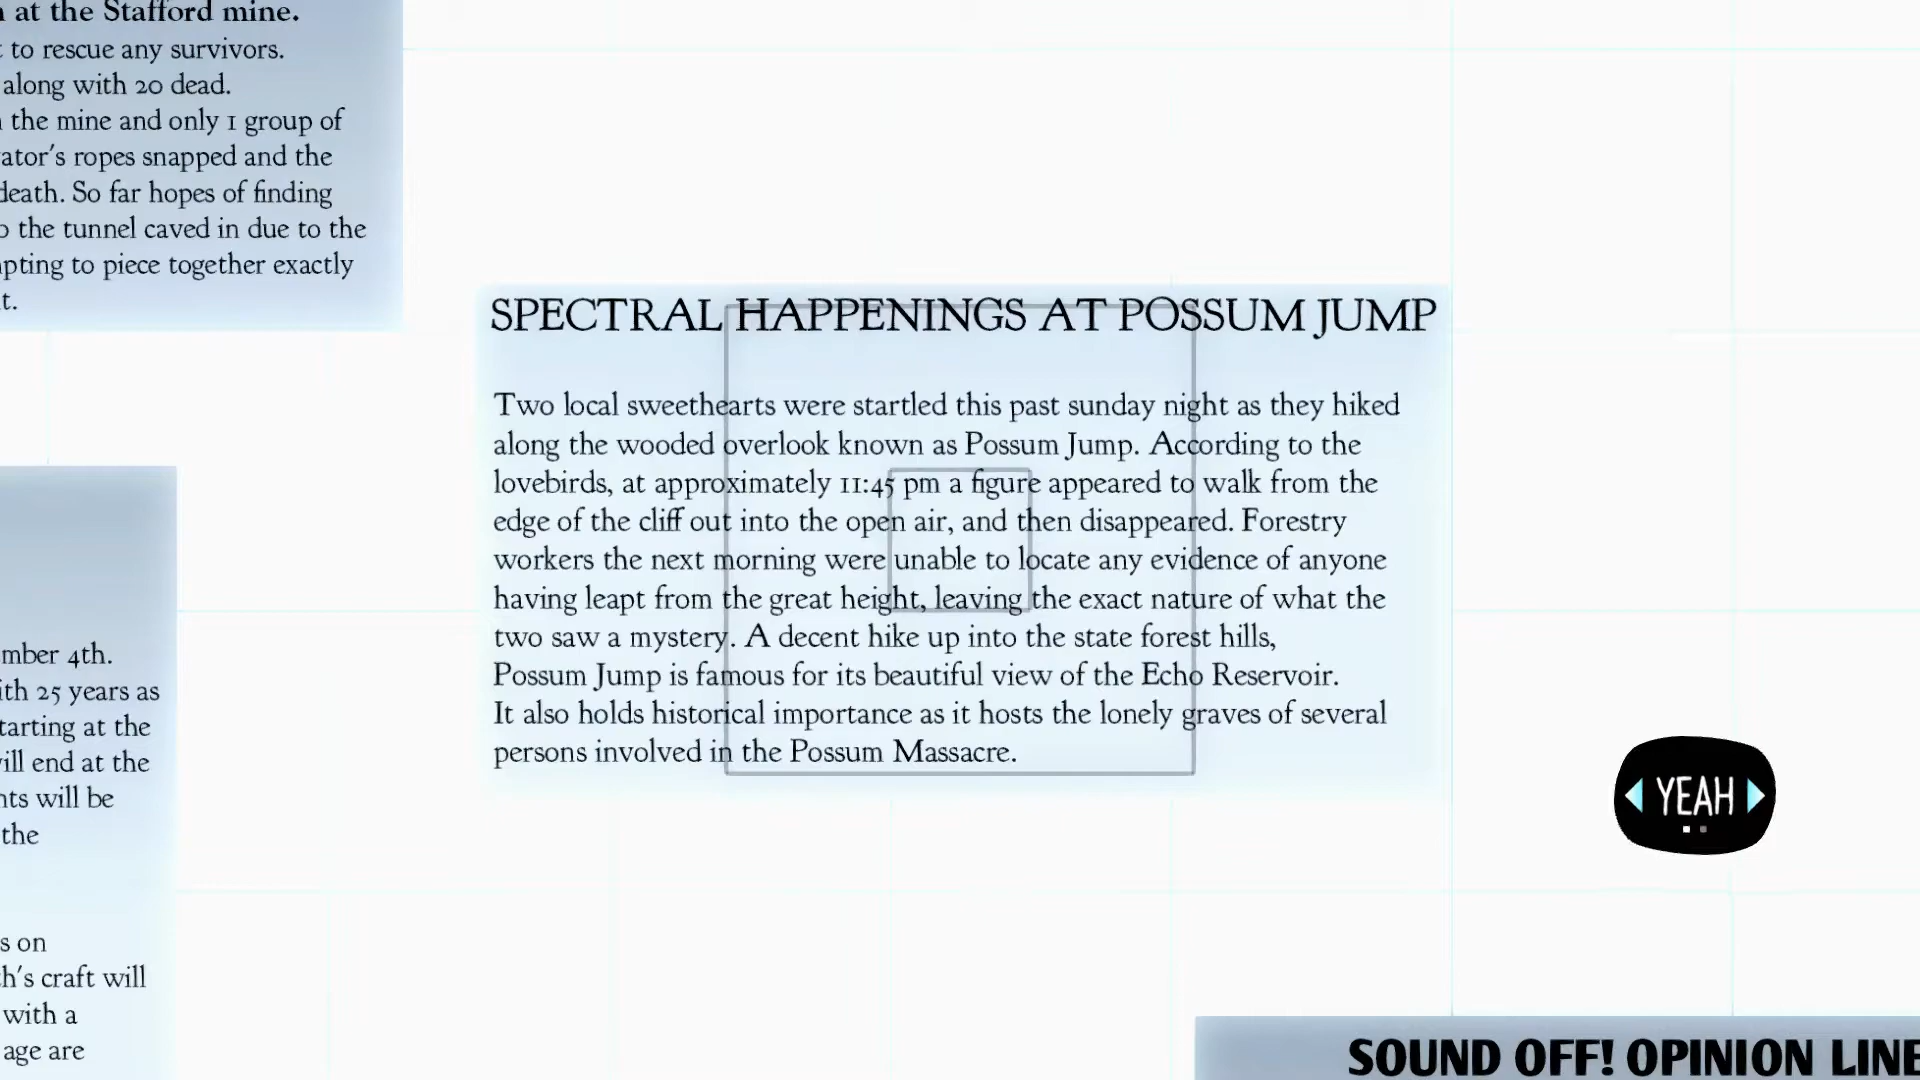 at the Stafford mine.
to rescue any survivors.
along with 20 dead.
the mine and only 1 group of
ator's ropes snapped and the
death. So far hopes of finding
the tunnel caved in due to the
pting to piece together exactly
t.
SPECTRAL HAPPENINGS AT POSSUM JUMP
Two local sweethearts were startled this past sunday night as they hiked
along the wooded overlook known as Possum Jump. According to the
lovebirds, at approximately 11:45 pm a figure appeared to walk from the
edge of the cliff out into the open air, and then disappeared. Forestry
workers the next morning were unable to locate any evidence of anyone
having leapt from the great height, leaving the exact nature of what the
two saw a mystery. A decent hike up into the state forest hills,
Possum Jump is famous for its beautiful view of the Echo Reservoir.
It also holds historical importance as it hosts the lonely graves of several
persons involved in the Possum Massacre.
mber 4th.
ith 25 years as
tarting at the
ill end at the
nts will be
the
s on
h's craft will
with a
age are
YEAH
SOUND OFF! OPINION LINE